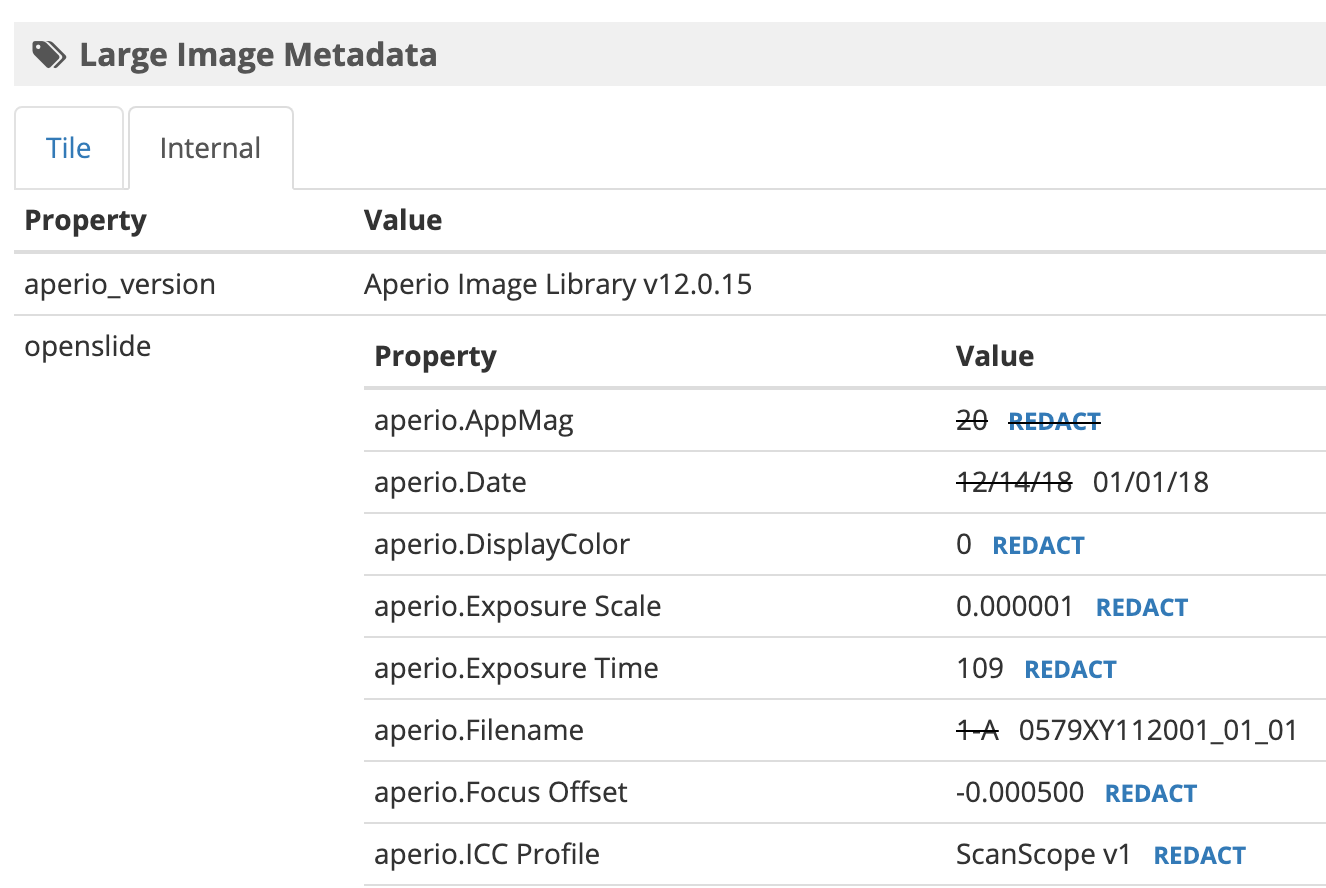 Large Image Metadata
Tile Internal
Property Value
aperio_version Aperio Image Library v12.0.15
openslide Property Value
aperio.AppMag 20 REDACT
aperio.Date 12/14/18 01/01/18
aperio.DisplayColor 0 REDACT
aperio.Exposure Scale 0.000001 REDACT
aperio.Exposure Time 109 REDACT
aperio.Filename 1-A 0579XY112001_01_01
aperio.Focus Offset -0.000500 REDACT
aperio.ICC Profile ScanScope v1 REDACT